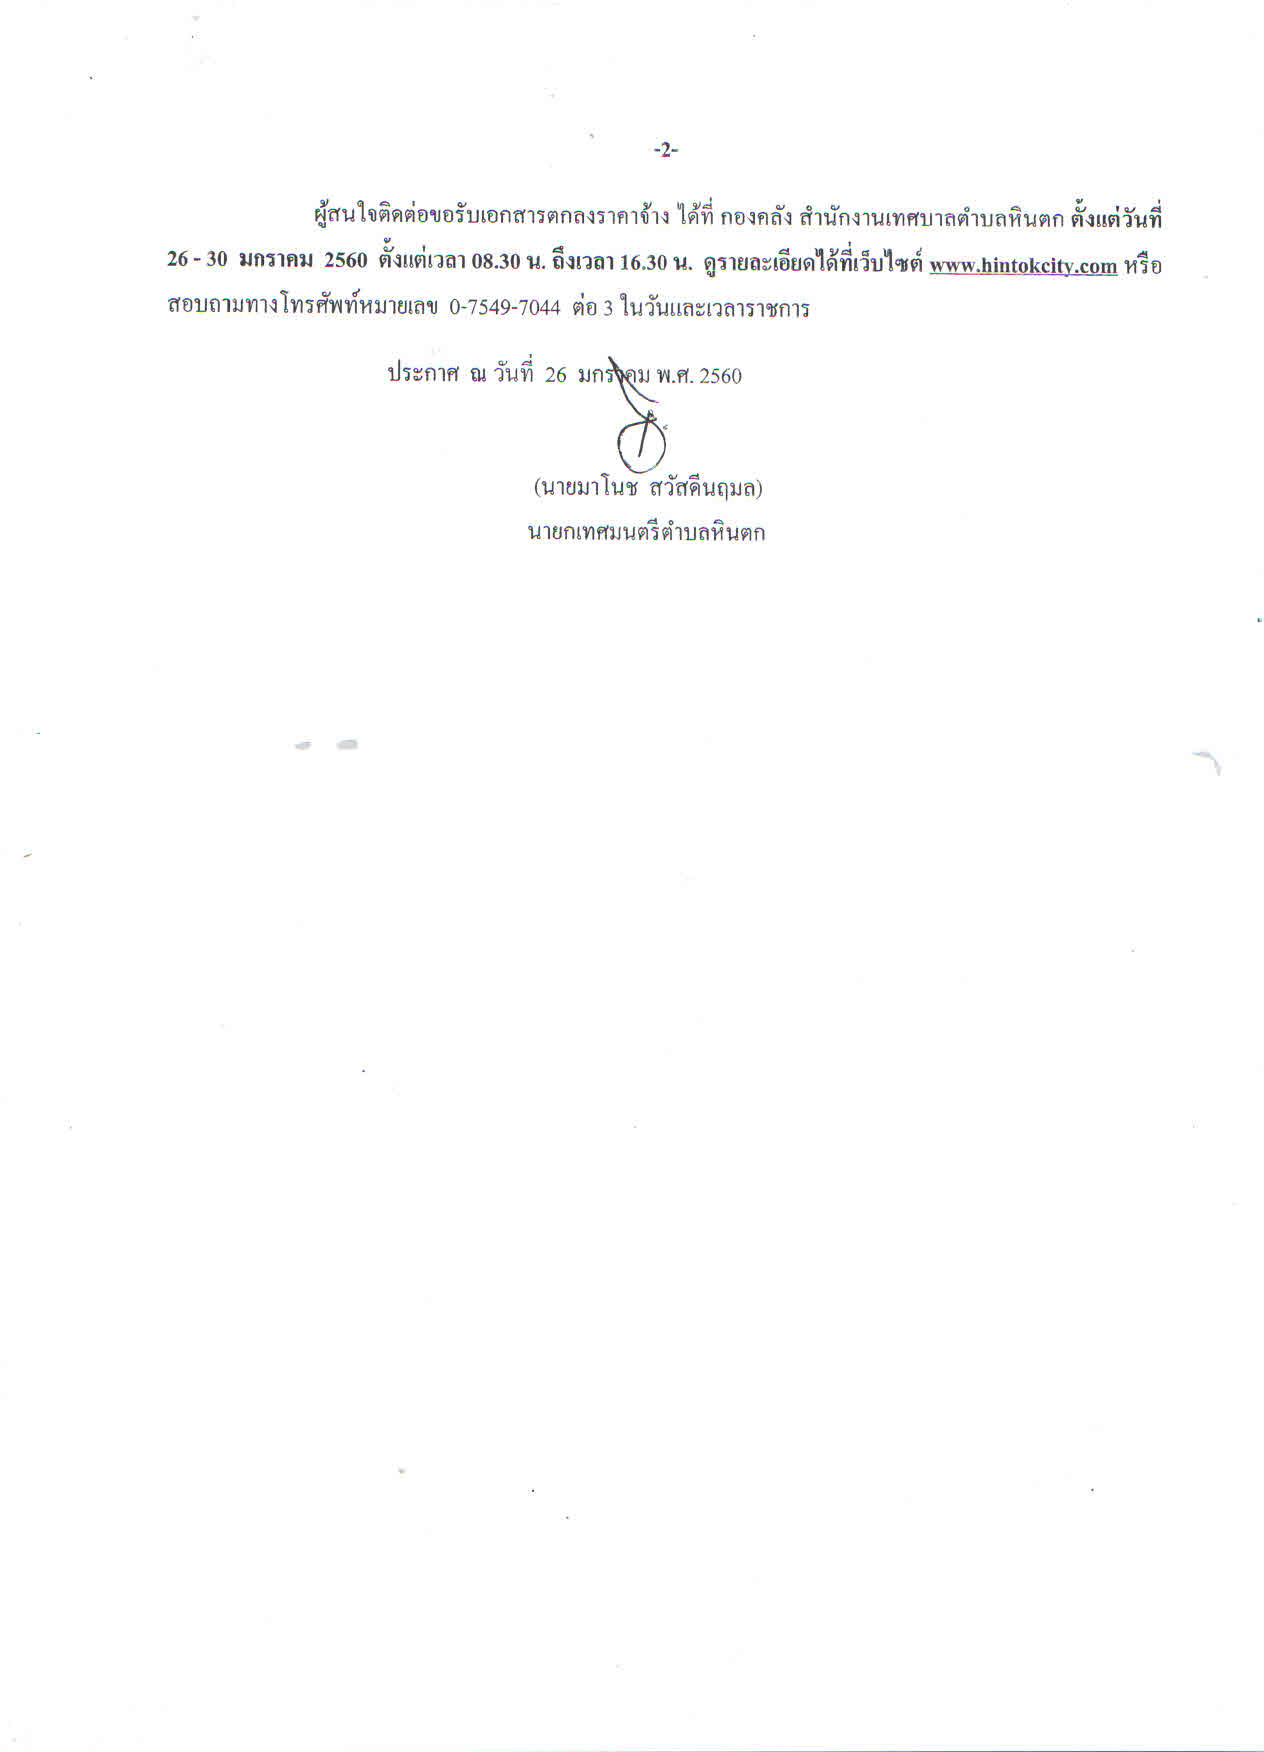 -2-
ผู้สนใจติดต่อขอรับเอกสารตกลงราคาจ้าง ได้ที่ กองคลัง สำนักงานเทศบาลตำบลหินตก ตั้งแต่วันที่
26 - 30 มกราคม 2560 ตั้งแต่เวลา 08.30 น. ถึงเวลา 16.30 น. ดูรายละเอียดได้ที่เว็บไซต์ www.hintokcity.com หรือ
สอบถามทางโทรศัพท์หมายเลข 0-7549-7044 ต่อ 3 ในวันและเวลาราชการ
ประกาศ ณ วันที่ 26 มกราคม พ.ศ. 2560
(นายมาโนช สวัสดีนฤมล)
นายกเทศมนตรีตำบลหินตก